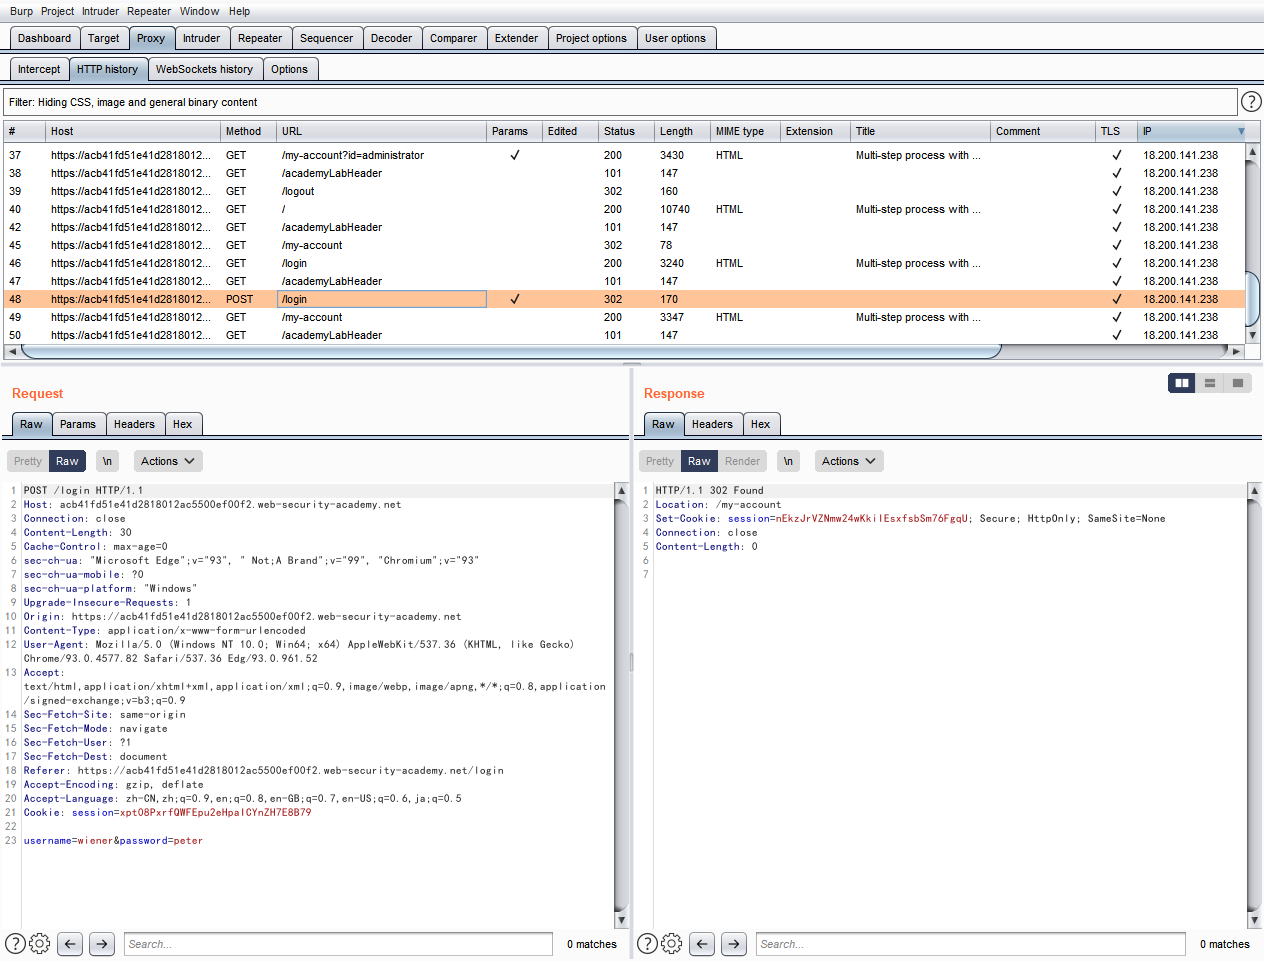 Burp Project Intruder Repeater Window Help
Dashboard Target Proxy Intruder Repeater Sequencer Decoder Comparer Extender Project options User options
Intercept HTTP history WebSockets history Options
Filter: Hiding CSS, image and general binary content
# Host Method URL Params Edited Status Length MIME type Extension Title Comment TLS IP
37 https://acb41fd51e41d2818012... GET /my-account?id=administrator ✓ 200 3430 HTML Multi-step process with ... ✓ 18.200.141.238
38 https://acb41fd51e41d2818012... GET /academyLabHeader 101 147 ✓ 18.200.141.238
39 https://acb41fd51e41d2818012... GET /logout 302 160 ✓ 18.200.141.238
40 https://acb41fd51e41d2818012... GET / 200 10740 HTML Multi-step process with ... ✓ 18.200.141.238
42 https://acb41fd51e41d2818012... GET /academyLabHeader 101 147 ✓ 18.200.141.238
45 https://acb41fd51e41d2818012... GET /my-account 302 78 ✓ 18.200.141.238
46 https://acb41fd51e41d2818012... GET /login 200 3240 HTML Multi-step process with ... ✓ 18.200.141.238
47 https://acb41fd51e41d2818012... GET /academyLabHeader 101 147 ✓ 18.200.141.238
48 https://acb41fd51e41d2818012... POST /login ✓ 302 170 ✓ 18.200.141.238
49 https://acb41fd51e41d2818012... GET /my-account 200 3347 HTML Multi-step process with ... ✓ 18.200.141.238
50 https://acb41fd51e41d2818012... GET /academyLabHeader 101 147 ✓ 18.200.141.238
Request
Raw Params Headers Hex
Pretty Raw \n Actions
1 POST /login HTTP/1.1
2 Host: acb41fd51e41d2818012ac5500ef00f2.web-security-academy.net
3 Connection: close
4 Content-Length: 30
5 Cache-Control: max-age=0
6 sec-ch-ua: "Microsoft Edge";v="93", " Not;A Brand";v="99", "Chromium";v="93"
7 sec-ch-ua-mobile: ?0
8 sec-ch-ua-platform: "Windows"
9 Upgrade-Insecure-Requests: 1
10 Origin: https://acb41fd51e41d2818012ac5500ef00f2.web-security-academy.net
11 Content-Type: application/x-www-form-urlencoded
12 User-Agent: Mozilla/5.0 (Windows NT 10.0; Win64; x64) AppleWebKit/537.36 (KHTML, like Gecko)
Chrome/93.0.4577.82 Safari/537.36 Edg/93.0.961.52
13 Accept:
text/html,application/xhtml+xml,application/xml;q=0.9,image/webp,image/apng,*/*;q=0.8,application
/signed-exchange;v=b3;q=0.9
14 Sec-Fetch-Site: same-origin
15 Sec-Fetch-Mode: navigate
16 Sec-Fetch-User: ?1
17 Sec-Fetch-Dest: document
18 Referer: https://acb41fd51e41d2818012ac5500ef00f2.web-security-academy.net/login
19 Accept-Encoding: gzip, deflate
20 Accept-Language: zh-CN,zh;q=0.9,en;q=0.8,en-GB;q=0.7,en-US;q=0.6,ja;q=0.5
21 Cookie: session=xpt08PxrfQWFEpu2eHpalCYnZH7E8B79
22
23 username=wiener&password=peter
Search... 0 matches
Response
Raw Headers Hex
Pretty Raw Render \n Actions
1 HTTP/1.1 302 Found
2 Location: /my-account
3 Set-Cookie: session=nEkzJrVZNmw24wKkilEsxfsbSm76FgqU; Secure; HttpOnly; SameSite=None
4 Connection: close
5 Content-Length: 0
6
7
Search... 0 matches